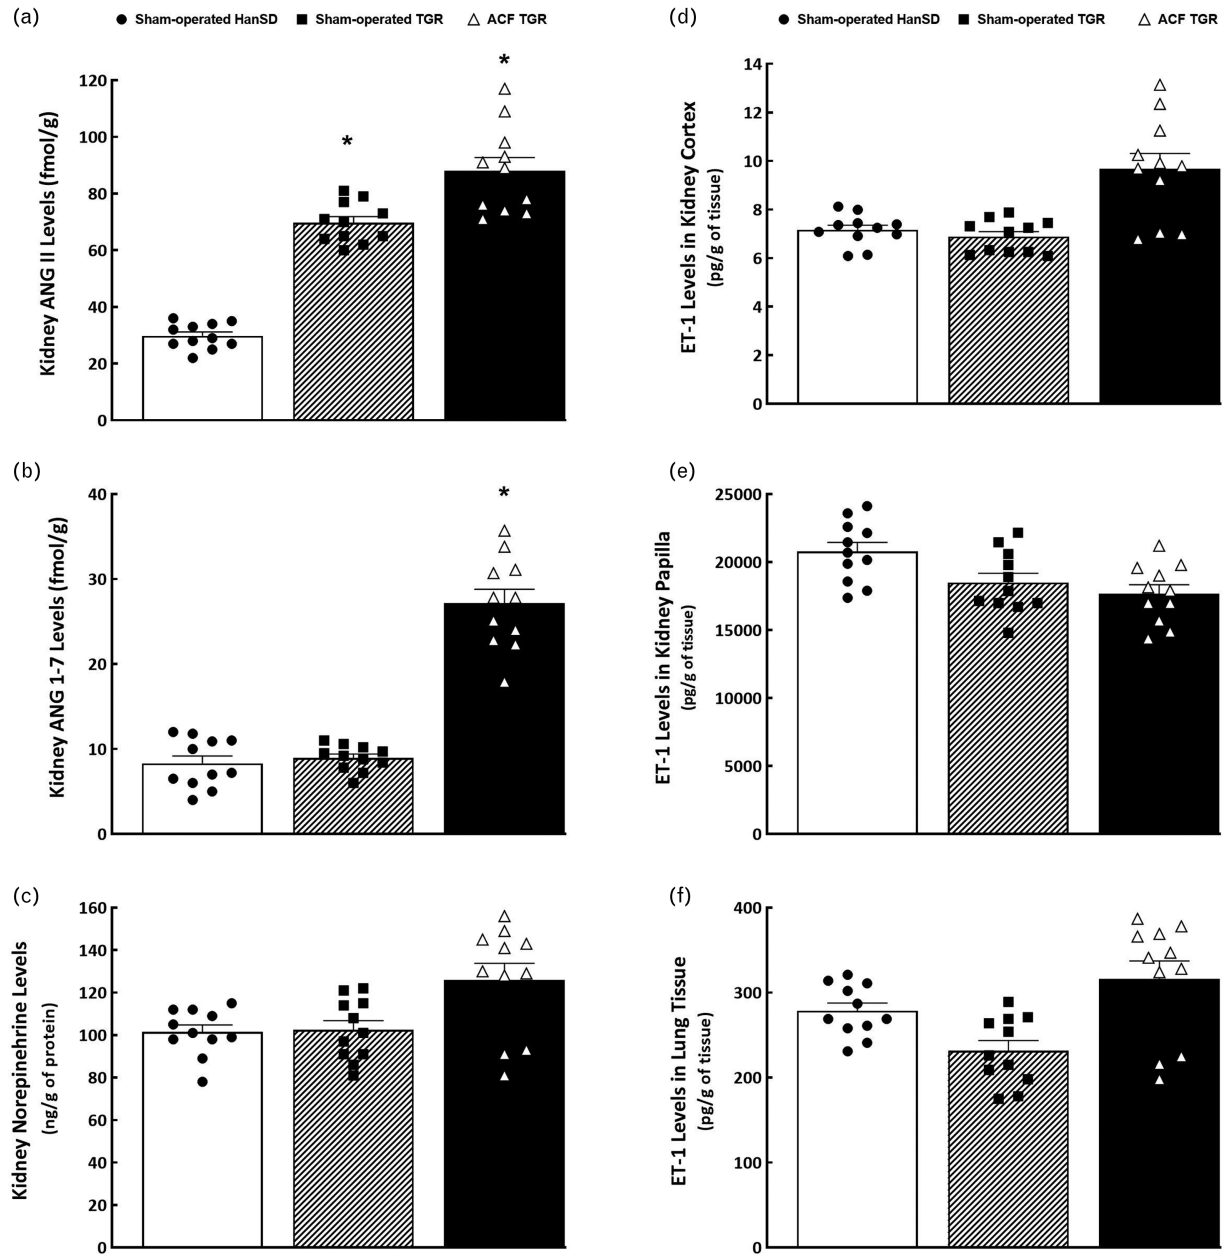 (a)
● Sham-operated HanSD ■ Sham-operated TGR △ ACF TGR
Kidney ANG II Levels (fmol/g)
120
100
80
60
40
20
0
*
*
(b)
Kidney ANG 1-7 Levels (fmol/g)
40
30
20
10
0
*
(c)
Kidney Norepinehrine Levels
(ng/g of protein)
160
140
120
100
80
60
40
20
0
(d)
● Sham-operated HanSD ■ Sham-operated TGR △ ACF TGR
ET-1 Levels in Kidney Cortex
(pg/g of tissue)
14
12
10
8
6
4
2
0
(e)
ET-1 Levels in Kidney Papilla
(pg/g of tissue)
25000
20000
15000
10000
5000
0
(f)
ET-1 Levels in Lung Tissue
(pg/g of tissue)
400
300
200
100
0